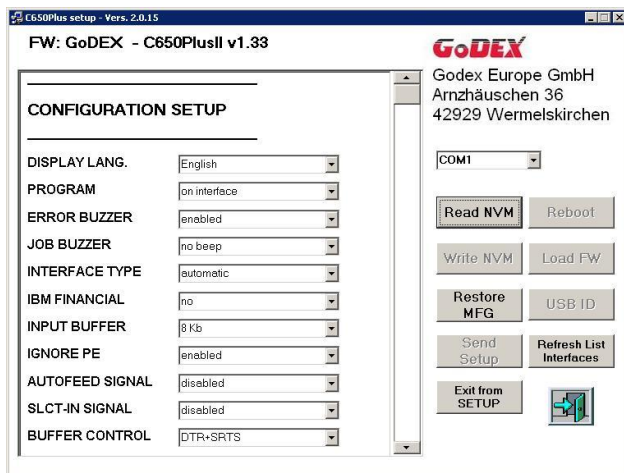 C650Plus setup - Vers. 2.0.15
FW: GoDEX - C650PlusII v1.33
CONFIGURATION SETUP
DISPLAY LANG. English
PROGRAM on interface
ERROR BUZZER enabled
JOB BUZZER no beep
INTERFACE TYPE automatic
IBM FINANCIAL no
INPUT BUFFER 8 Kb
IGNORE PE enabled
AUTOFEED SIGNAL disabled
SLCT-IN SIGNAL disabled
BUFFER CONTROL DTR+SRTS
GoDEX
Godex Europe GmbH
Arnzhäuschen 36
42929 Wermelskirchen
COM1
Read NVM Reboot
Write NVM Load FW
Restore
MFG
USB ID
Send
Setup
Refresh List
Interfaces
Exit from
SETUP